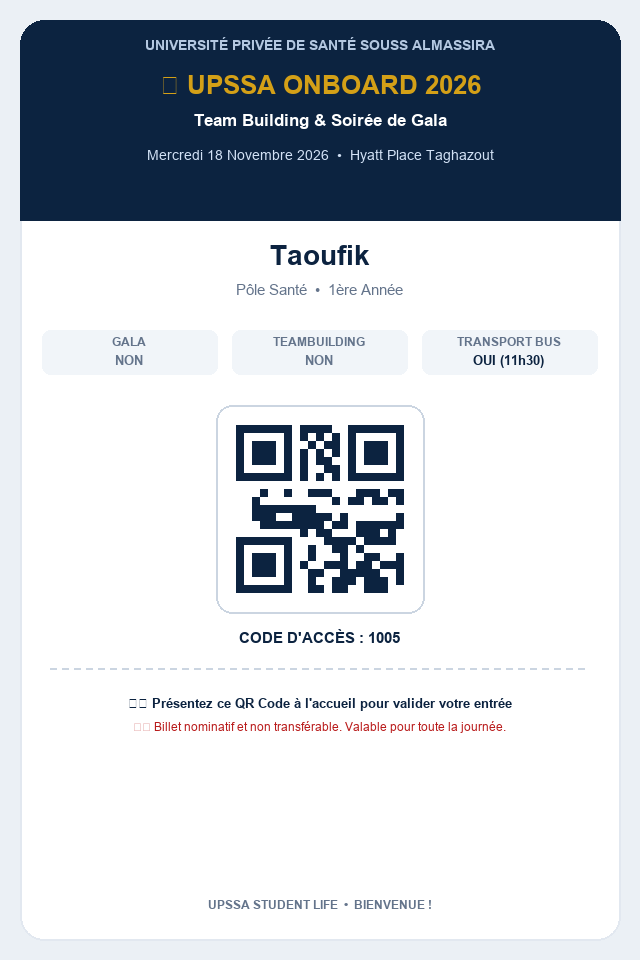 UNIVERSITÉ PRIVÉE DE SANTÉ SOUSS ALMASSIRA
UPSSA ONBOARD 2026
Team Building & Soirée de Gala
Mercredi 18 Novembre 2026 • Hyatt Place Taghazout
Taoufik
Pôle Santé • 1ère Année
GALA
NON
TEAMBUILDING
NON
TRANSPORT BUS
OUI (11h30)
CODE D'ACCÈS : 1005
Présentez ce QR Code à l'accueil pour valider votre entrée
Billet nominatif et non transférable. Valable pour toute la journée.
UPSSA STUDENT LIFE • BIENVENUE !